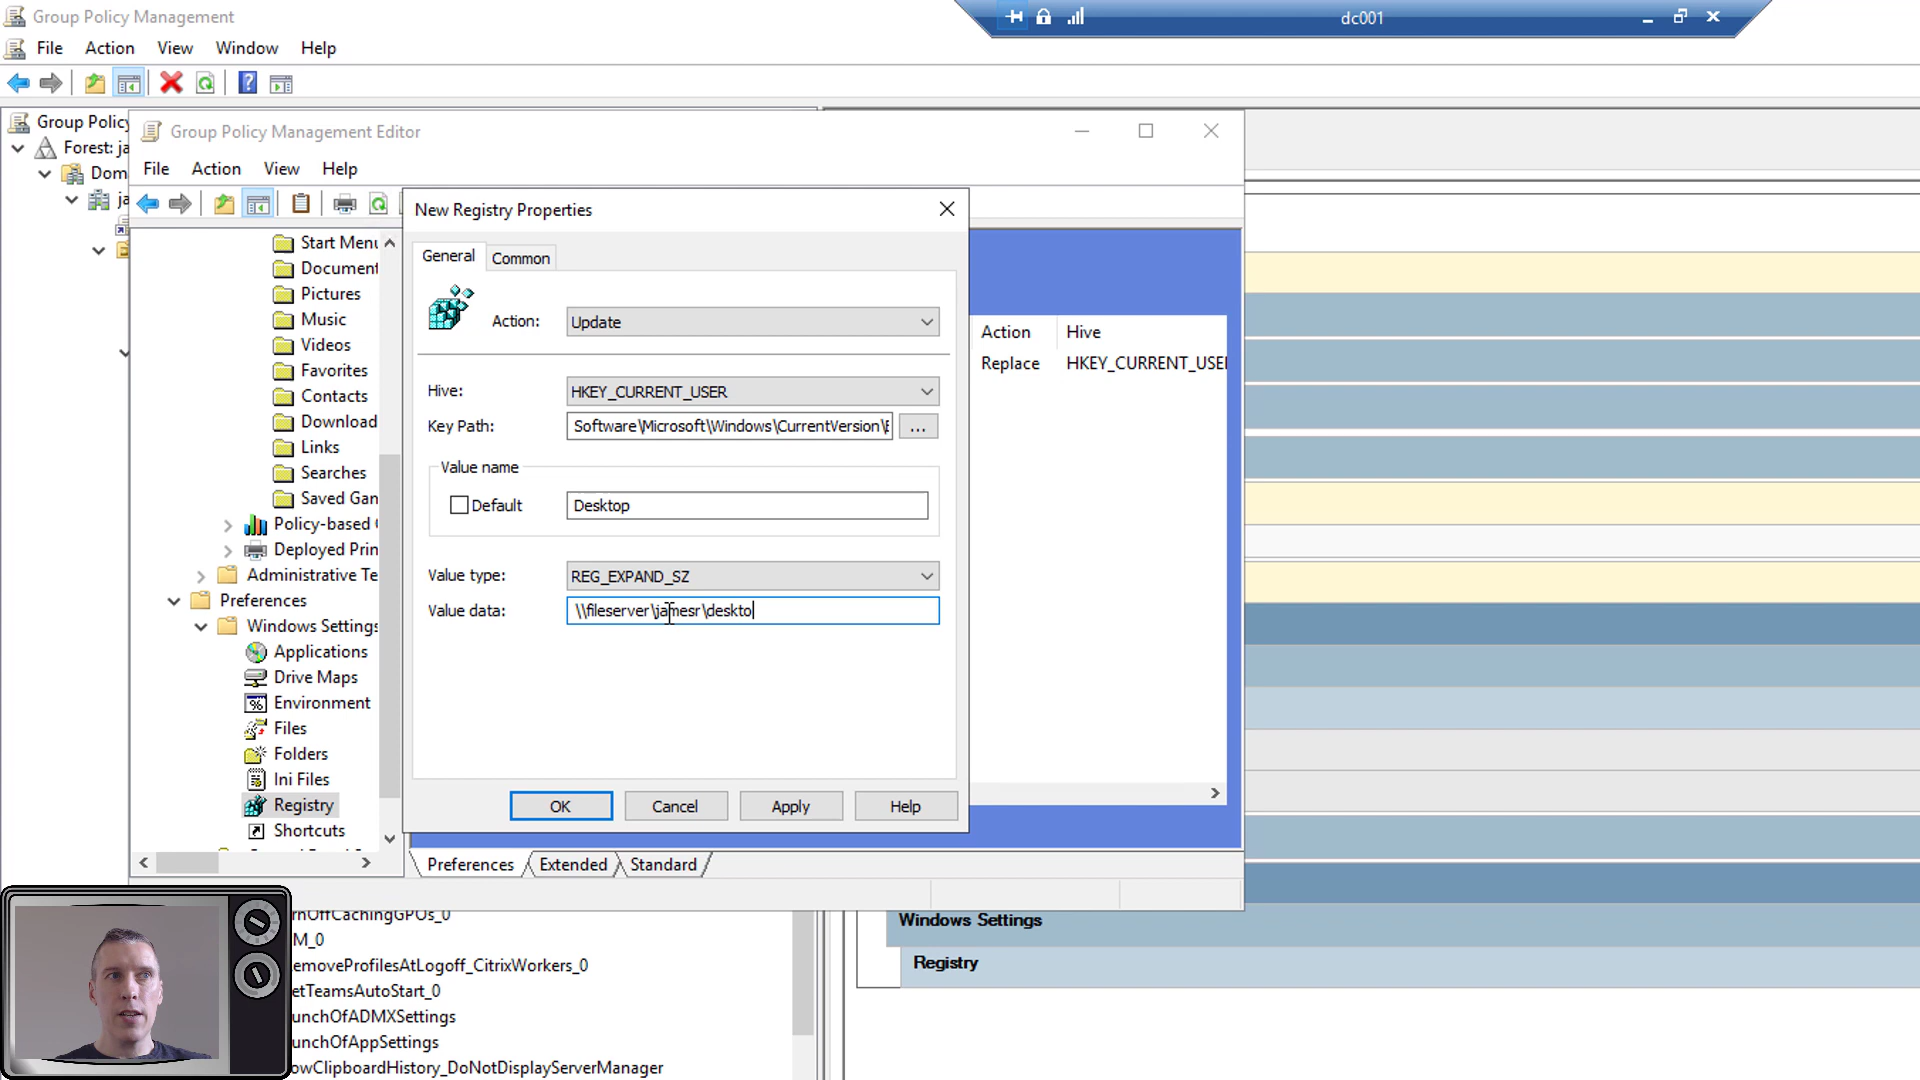 Group Policy Management
dc001
File Action View Window Help
Group Policy
Forest: ja
Dom
ja
Group Policy Management Editor
File Action View Help
Start Menu
Document
Pictures
Music
Videos
Favorites
Contacts
Download
Links
Searches
Saved Gan
Policy-based
Deployed Prin
Administrative Te
Preferences
Windows Settings
Applications
Drive Maps
Environment
Files
Folders
Ini Files
Registry
Shortcuts
New Registry Properties
General Common
Action: Update
Hive: HKEY_CURRENT_USER
Key Path: Software\Microsoft\Windows\CurrentVersion\E ...
Value name
Default Desktop
Value type: REG_EXPAND_SZ
Value data: \\fileserver\jamesr\deskto
OK Cancel Apply Help
Action Hive
Replace HKEY_CURRENT_USER
Preferences Extended Standard
rnOffCachingGPOs_0
M_0
emoveProfilesAtLogoff_CitrixWorkers_0
etTeamsAutoStart_0
unchOfADMXSettings
unchOfAppSettings
owClipboardHistory_DoNotDisplayServerManager
Windows Settings
Registry